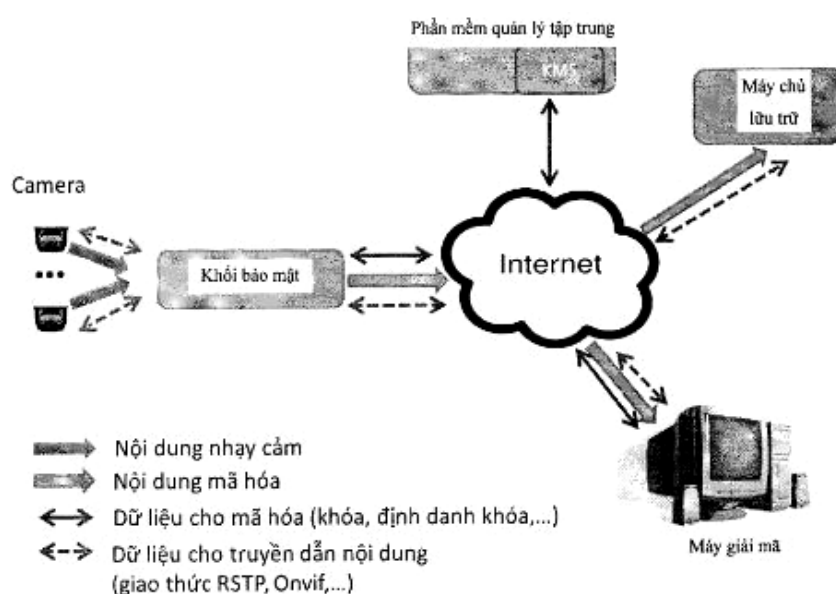 Phần mềm quản lý tập trung
KMS
Máy chủ
lữu trữ
Camera
Khối bảo mật
Internet
Nội dung nhạy cảm
Nội dung mã hóa
Dữ liệu cho mã hóa (khóa, định danh khóa,...)
Dữ liệu cho truyền dẫn nội dung
(giao thức RSTP, Onvif,...)
Máy giải mã